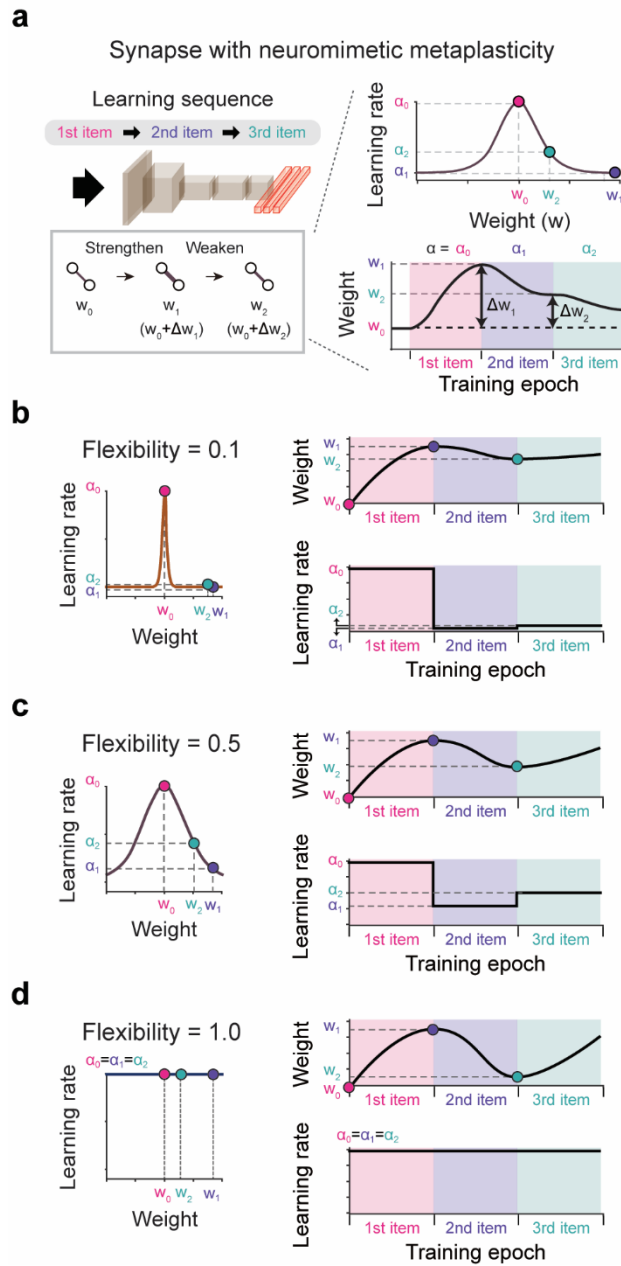 a
Synapse with neuromimetic metaplasticity
Learning sequence
1st item 2nd item 3rd item
Strengthen Weaken
w₀ w₁ w₂
(w₀+Δw₁) (w₀+Δw₂)
Learning rate
α₀
α₂
α₁
w₀ w₂ w₁
Weight (w)
α = α₀ α₁ α₂
Weight
w₁
w₂
w₀
Δw₁
Δw₂
1st item 2nd item 3rd item
Training epoch
b
Flexibility = 0.1
Learning rate
α₀
α₂
α₁
w₀ w₂ w₁
Weight
Weight
w₁
w₂
w₀
1st item 2nd item 3rd item
Learning rate
α₀
α₂
α₁
1st item 2nd item 3rd item
Training epoch
c
Flexibility = 0.5
Learning rate
α₀
α₂
α₁
w₀ w₂ w₁
Weight
Weight
w₁
w₂
w₀
1st item 2nd item 3rd item
Learning rate
α₀
α₂
α₁
1st item 2nd item 3rd item
Training epoch
d
Flexibility = 1.0
α₀=α₁=α₂
Learning rate
w₀ w₂ w₁
Weight
Weight
w₁
w₂
w₀
1st item 2nd item 3rd item
α₀=α₁=α₂
Learning rate
1st item 2nd item 3rd item
Training epoch